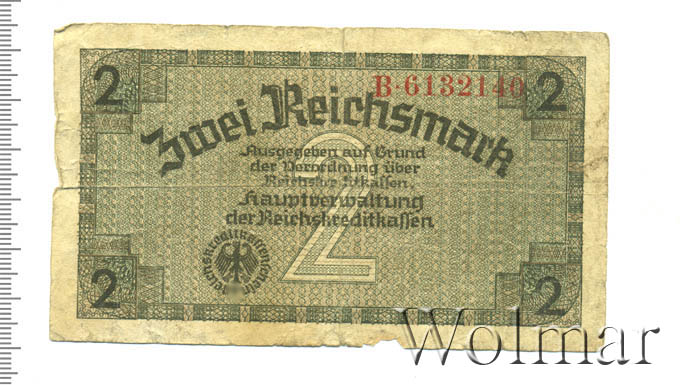 2
B·6132140
2
Zwei Reichsmark
Ausgegeben auf Grund
der Verordnung über
Reichskreditkassen.
Hauptverwaltung
der Reichskreditkassen
2
2
2
Wolmar